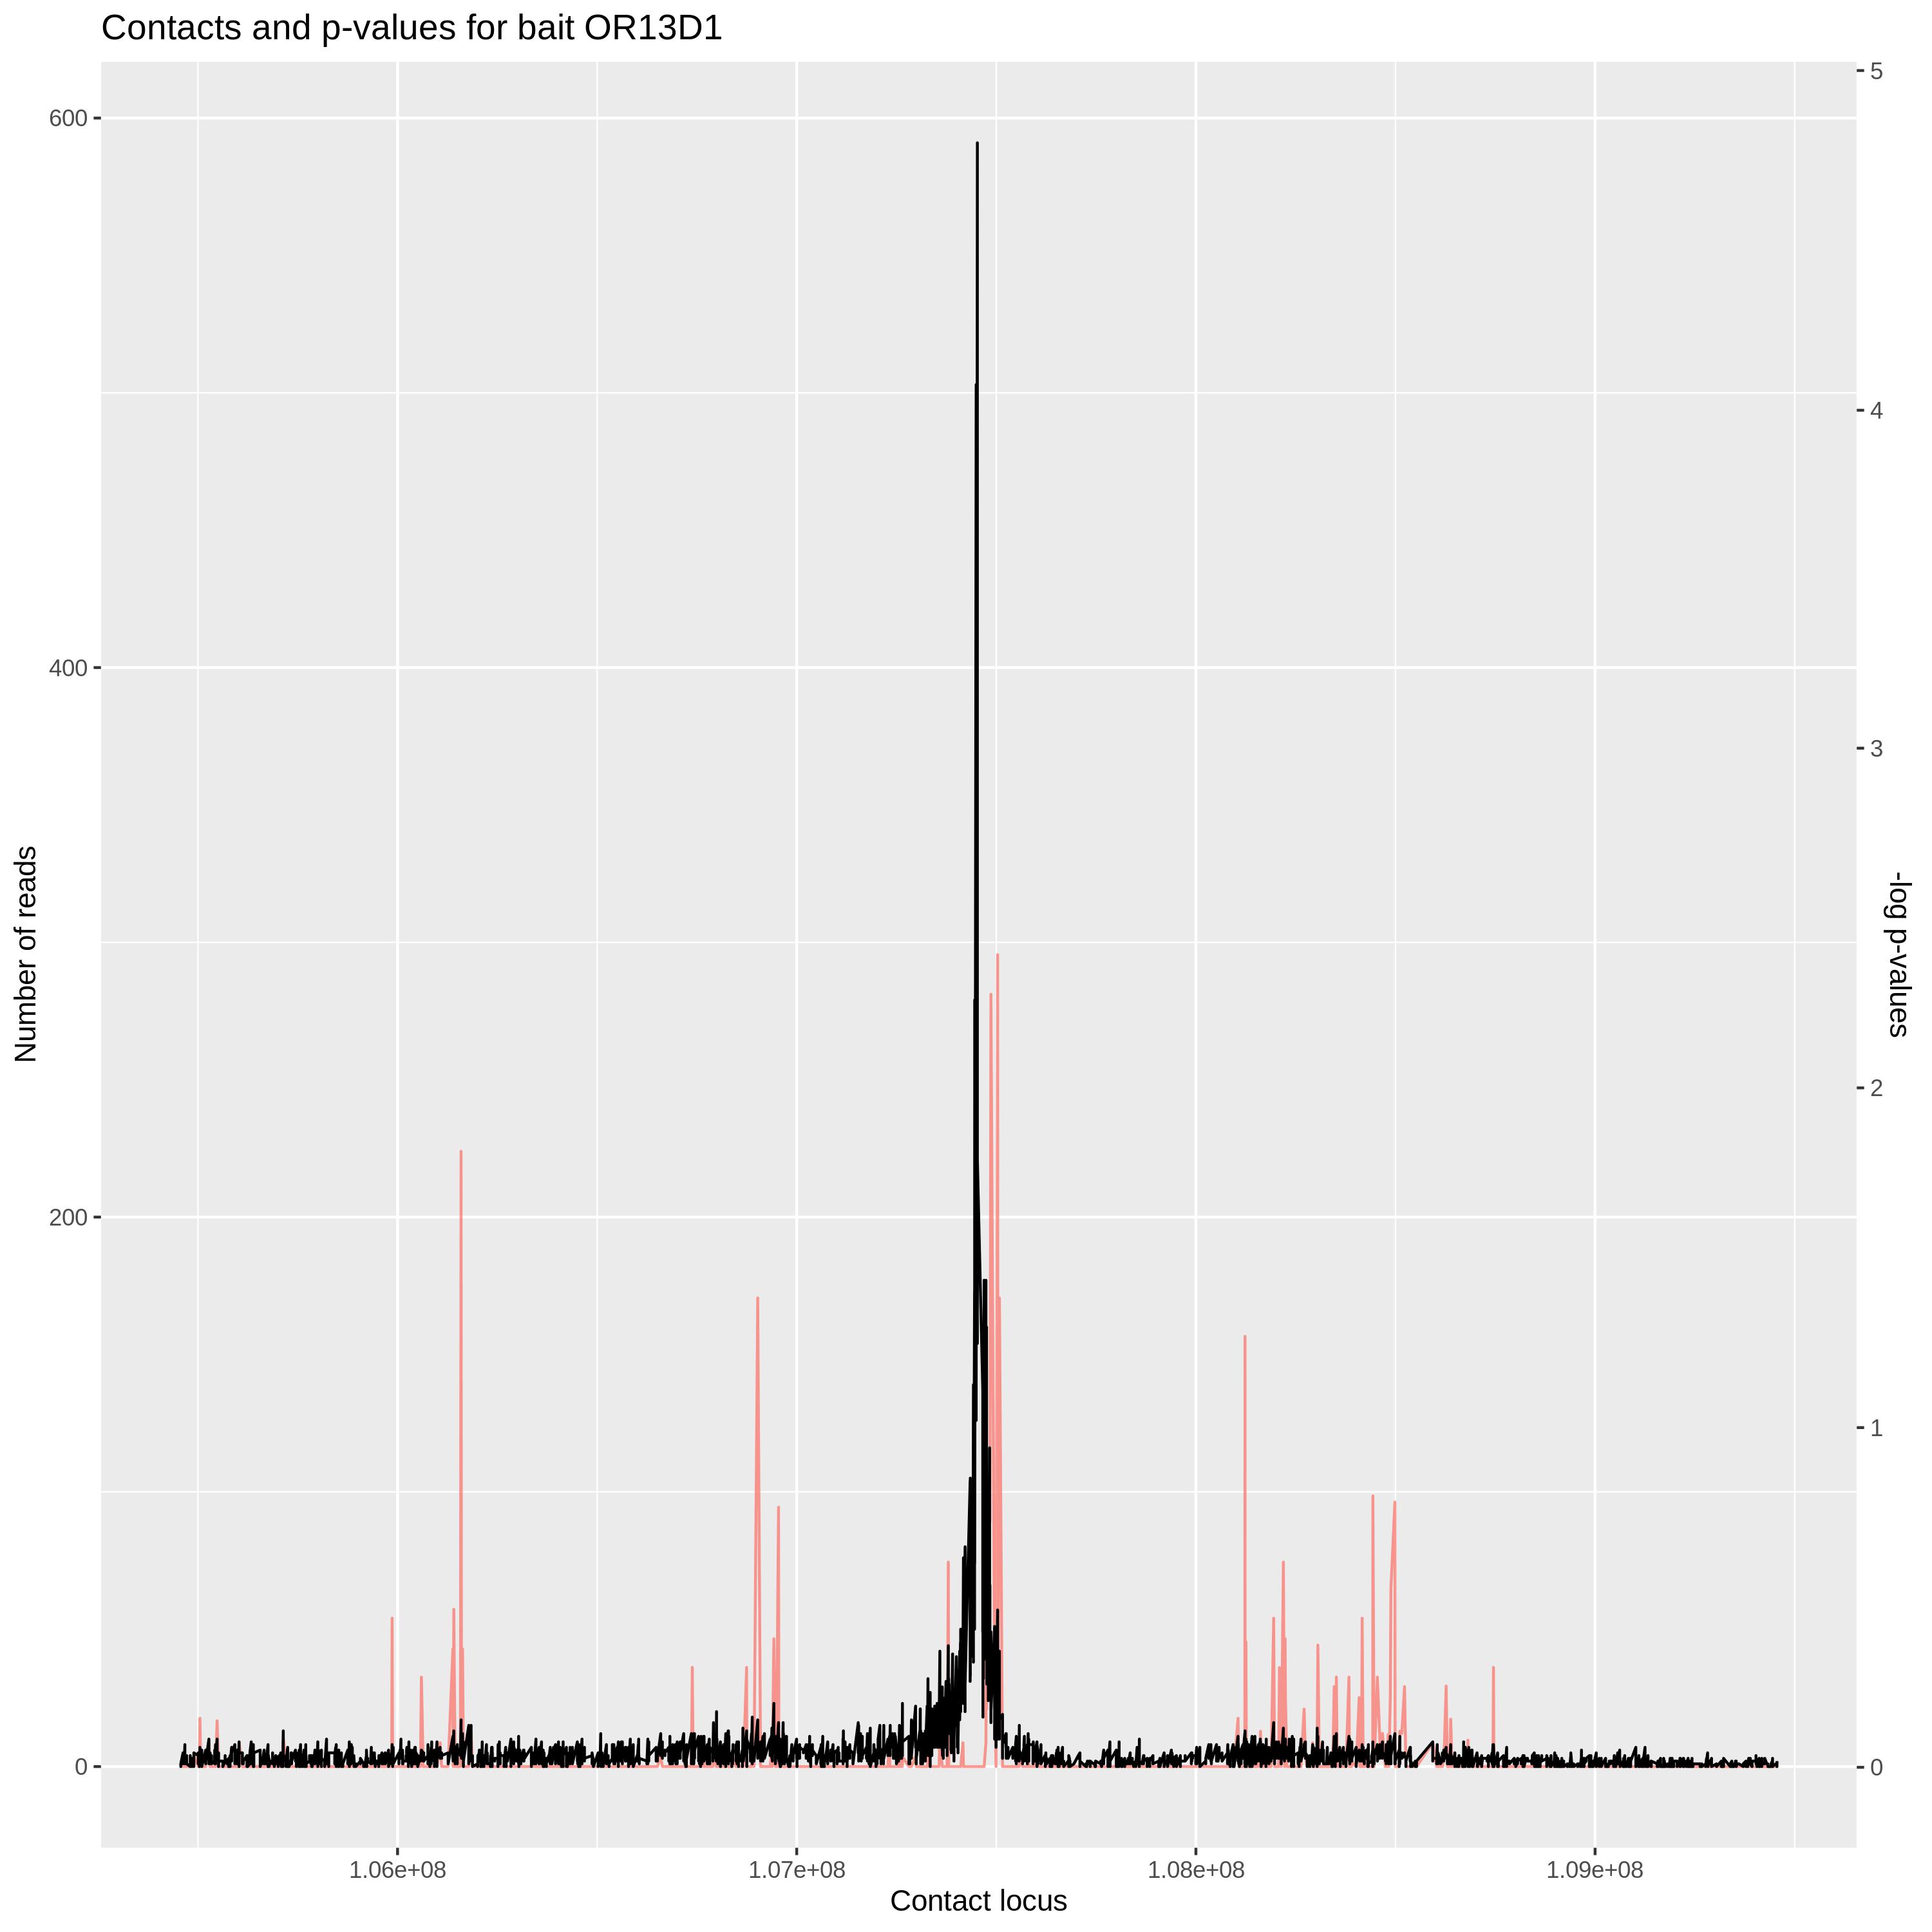 Contacts and p-values for bait OR13D1
600
400
200
0
Number of reads
5
4
3
2
1
0
-log p-values
1.06e+08
1.07e+08
1.08e+08
1.09e+08
Contact locus